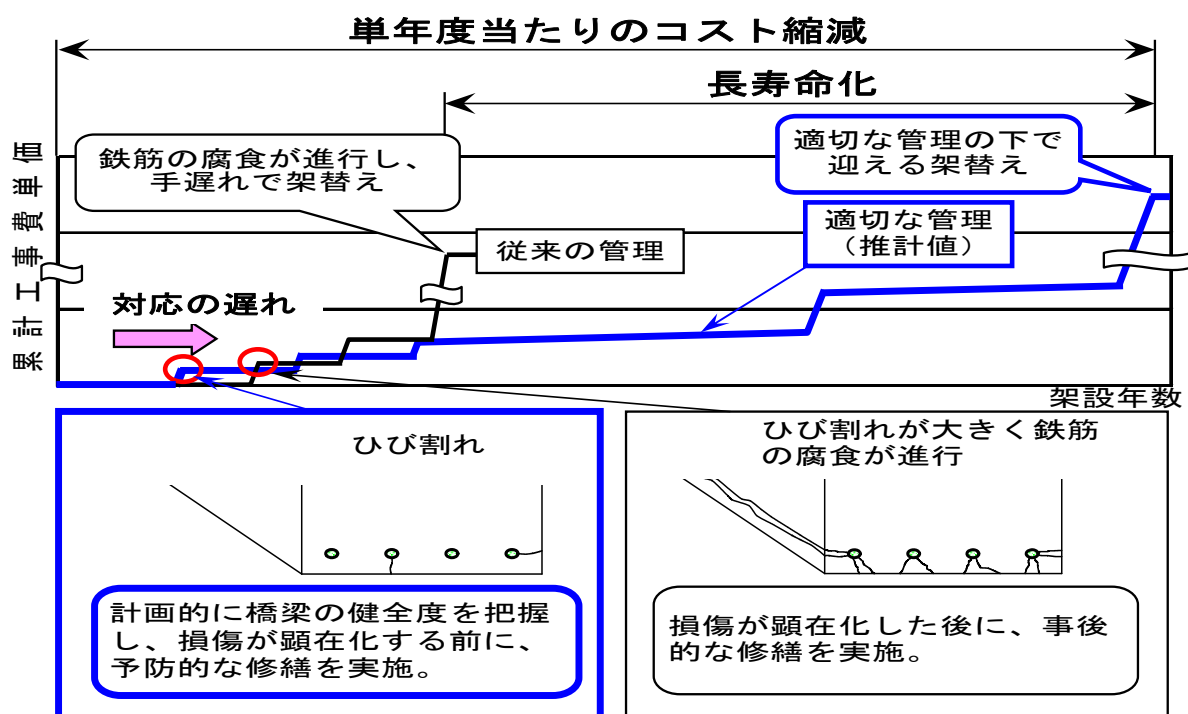 単年度当たりのコスト縮減
長寿命化
鉄筋の腐食が進行し、
手遅れで架替え
適切な管理の下で
迎える架替え
累計工事費単価
従来の管理
適切な管理
（推計値）
対応の遅れ
架設年数
ひび割れ
計画的に橋梁の健全度を把握
し、損傷が顕在化する前に、
予防的な修繕を実施。
ひび割れが大きく鉄筋
の腐食が進行
損傷が顕在化した後に、事後
的な修繕を実施。